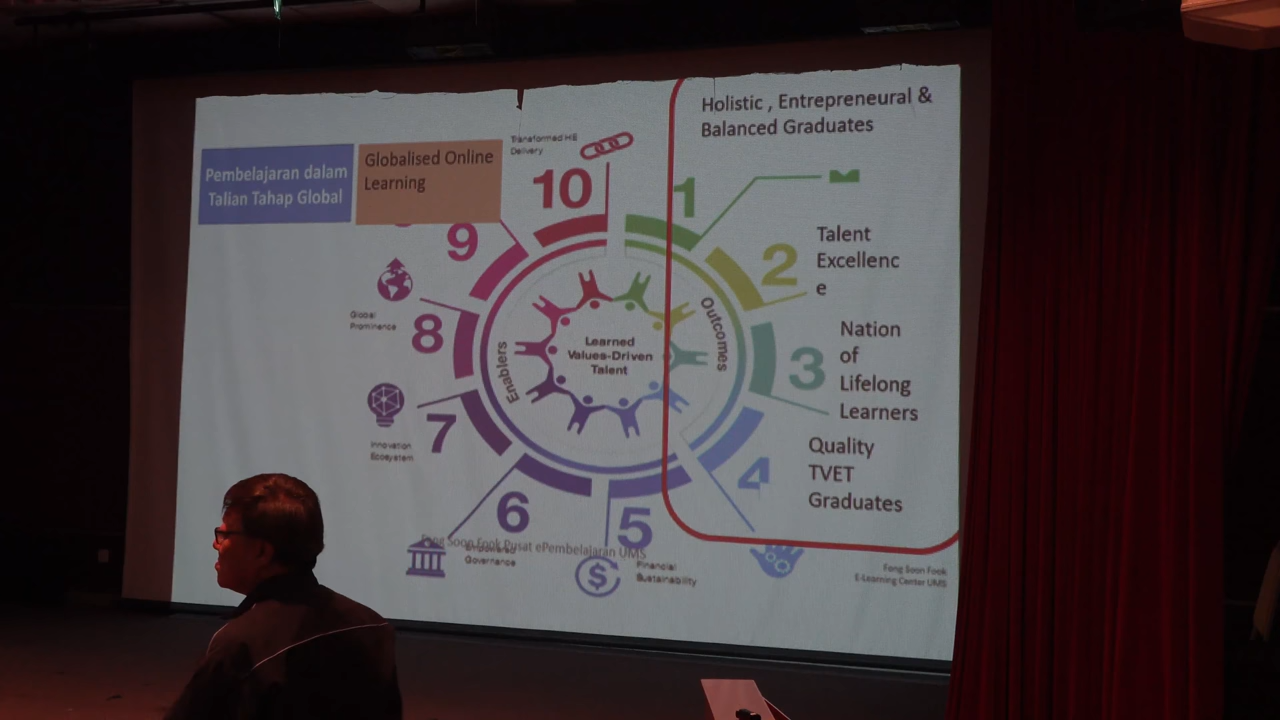 Holistic , Entrepreneural &
Balanced Graduates
Transformed HE
Delivery
Pembelajaran dalam
Talian Tahap Global
Globalised Online
Learning
10
1
9
2
Talent
Excellenc
e
Global
Prominence
8
Outcomes
Enablers
Learned
Values-Driven
Talent
3
Nation
of
Lifelong
Learners
Innovation
Ecosystem
7
4
Quality
TVET
Graduates
6
5
Fong Soon Fook Pusat ePembelajaran UMS
Empowered
Governance
$
Financial
Sustainability
Fong Soon Fook
E-Learning Center UMS